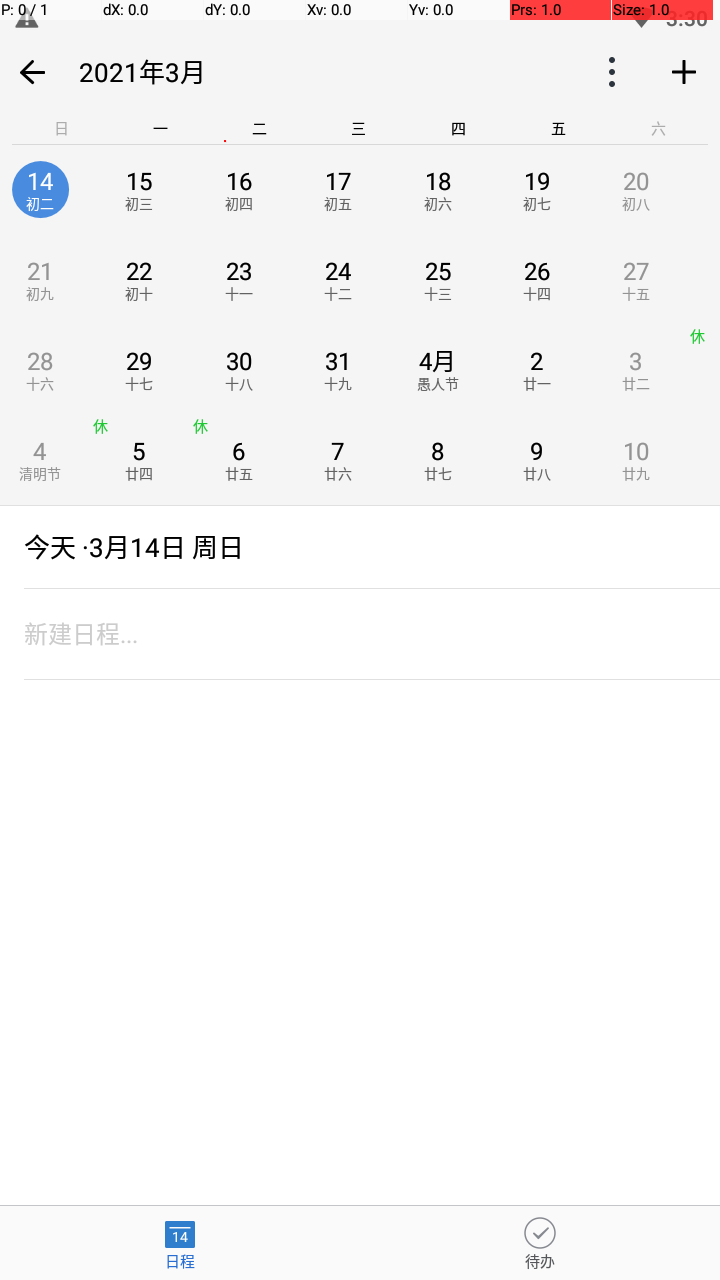 P: 0 / 1 dX: 0.0 dY: 0.0 Xv: 0.0 Yv: 0.0 Prs: 1.0 Size: 1.0
3:30
2021年3月
日 一 二 三 四 五 六
14 15 16 17 18 19 20
初二 初三 初四 初五 初六 初七 初八
21 22 23 24 25 26 27
初九 初十 十一 十二 十三 十四 十五
休
28 29 30 31 4月 2 3
十六 十七 十八 十九 愚人节 廿一 廿二
休 休
4 5 6 7 8 9 10
清明节 廿四 廿五 廿六 廿七 廿八 廿九
今天 ·3月14日 周日
新建日程...
14
日程 待办